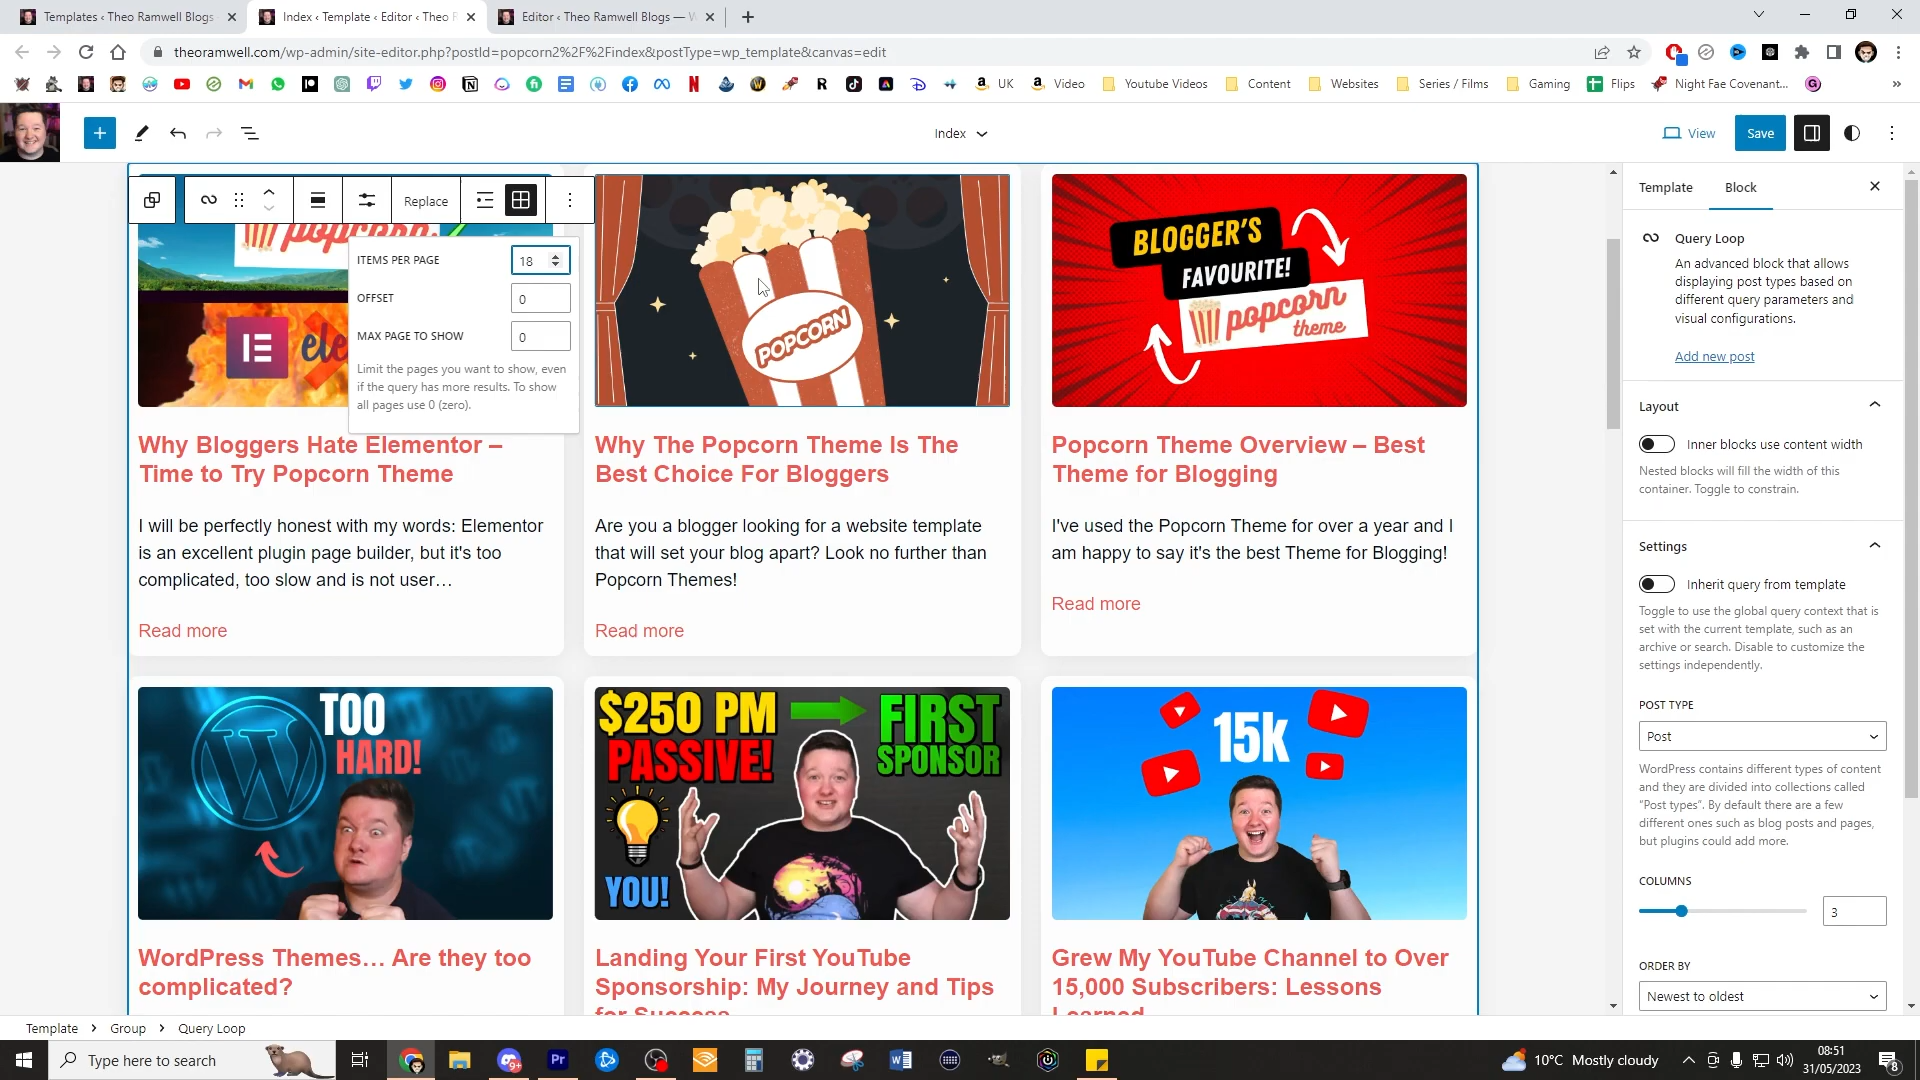 Templates ‹ Theo Ramwell Blogs
Index ‹ Template ‹ Editor ‹ Theo R
Editor ‹ Theo Ramwell Blogs — W
theoramwell.com/wp-admin/site-editor.php?postId=popcorn2%2F%2Findex&postType=wp_template&canvas=edit
UK
Video
Youtube Videos
Content
Websites
Series / Films
Gaming
Flips
Night Fae Covenant...
Index
View
Save
Replace
ITEMS PER PAGE
18
OFFSET
0
MAX PAGE TO SHOW
0
Limit the pages you want to show, even
if the query has more results. To show
all pages use 0 (zero).
POPCORN
BLOGGER'S
FAVOURITE!
popcorn
theme
Why Bloggers Hate Elementor –
Time to Try Popcorn Theme
I will be perfectly honest with my words: Elementor
is an excellent plugin page builder, but it's too
complicated, too slow and is not user…
Read more
Why The Popcorn Theme Is The
Best Choice For Bloggers
Are you a blogger looking for a website template
that will set your blog apart? Look no further than
Popcorn Themes!
Read more
Popcorn Theme Overview – Best
Theme for Blogging
I've used the Popcorn Theme for over a year and I
am happy to say it's the best Theme for Blogging!
Read more
TOO
HARD!
$250 PM
PASSIVE!
FIRST
SPONSOR
YOU!
15k
WordPress Themes… Are they too
complicated?
Landing Your First YouTube
Sponsorship: My Journey and Tips
for Success
Grew My YouTube Channel to Over
15,000 Subscribers: Lessons
Learned
Template
Block
Query Loop
An advanced block that allows
displaying post types based on
different query parameters and
visual configurations.
Add new post
Layout
Inner blocks use content width
Nested blocks will fill the width of this
container. Toggle to constrain.
Settings
Inherit query from template
Toggle to use the global query context that is
set with the current template, such as an
archive or search. Disable to customize the
settings independently.
POST TYPE
Post
WordPress contains different types of content
and they are divided into collections called
"Post types". By default there are a few
different ones such as blog posts and pages,
but plugins could add more.
COLUMNS
3
ORDER BY
Newest to oldest
Template
Group
Query Loop
Type here to search
10°C Mostly cloudy
08:51
31/05/2023